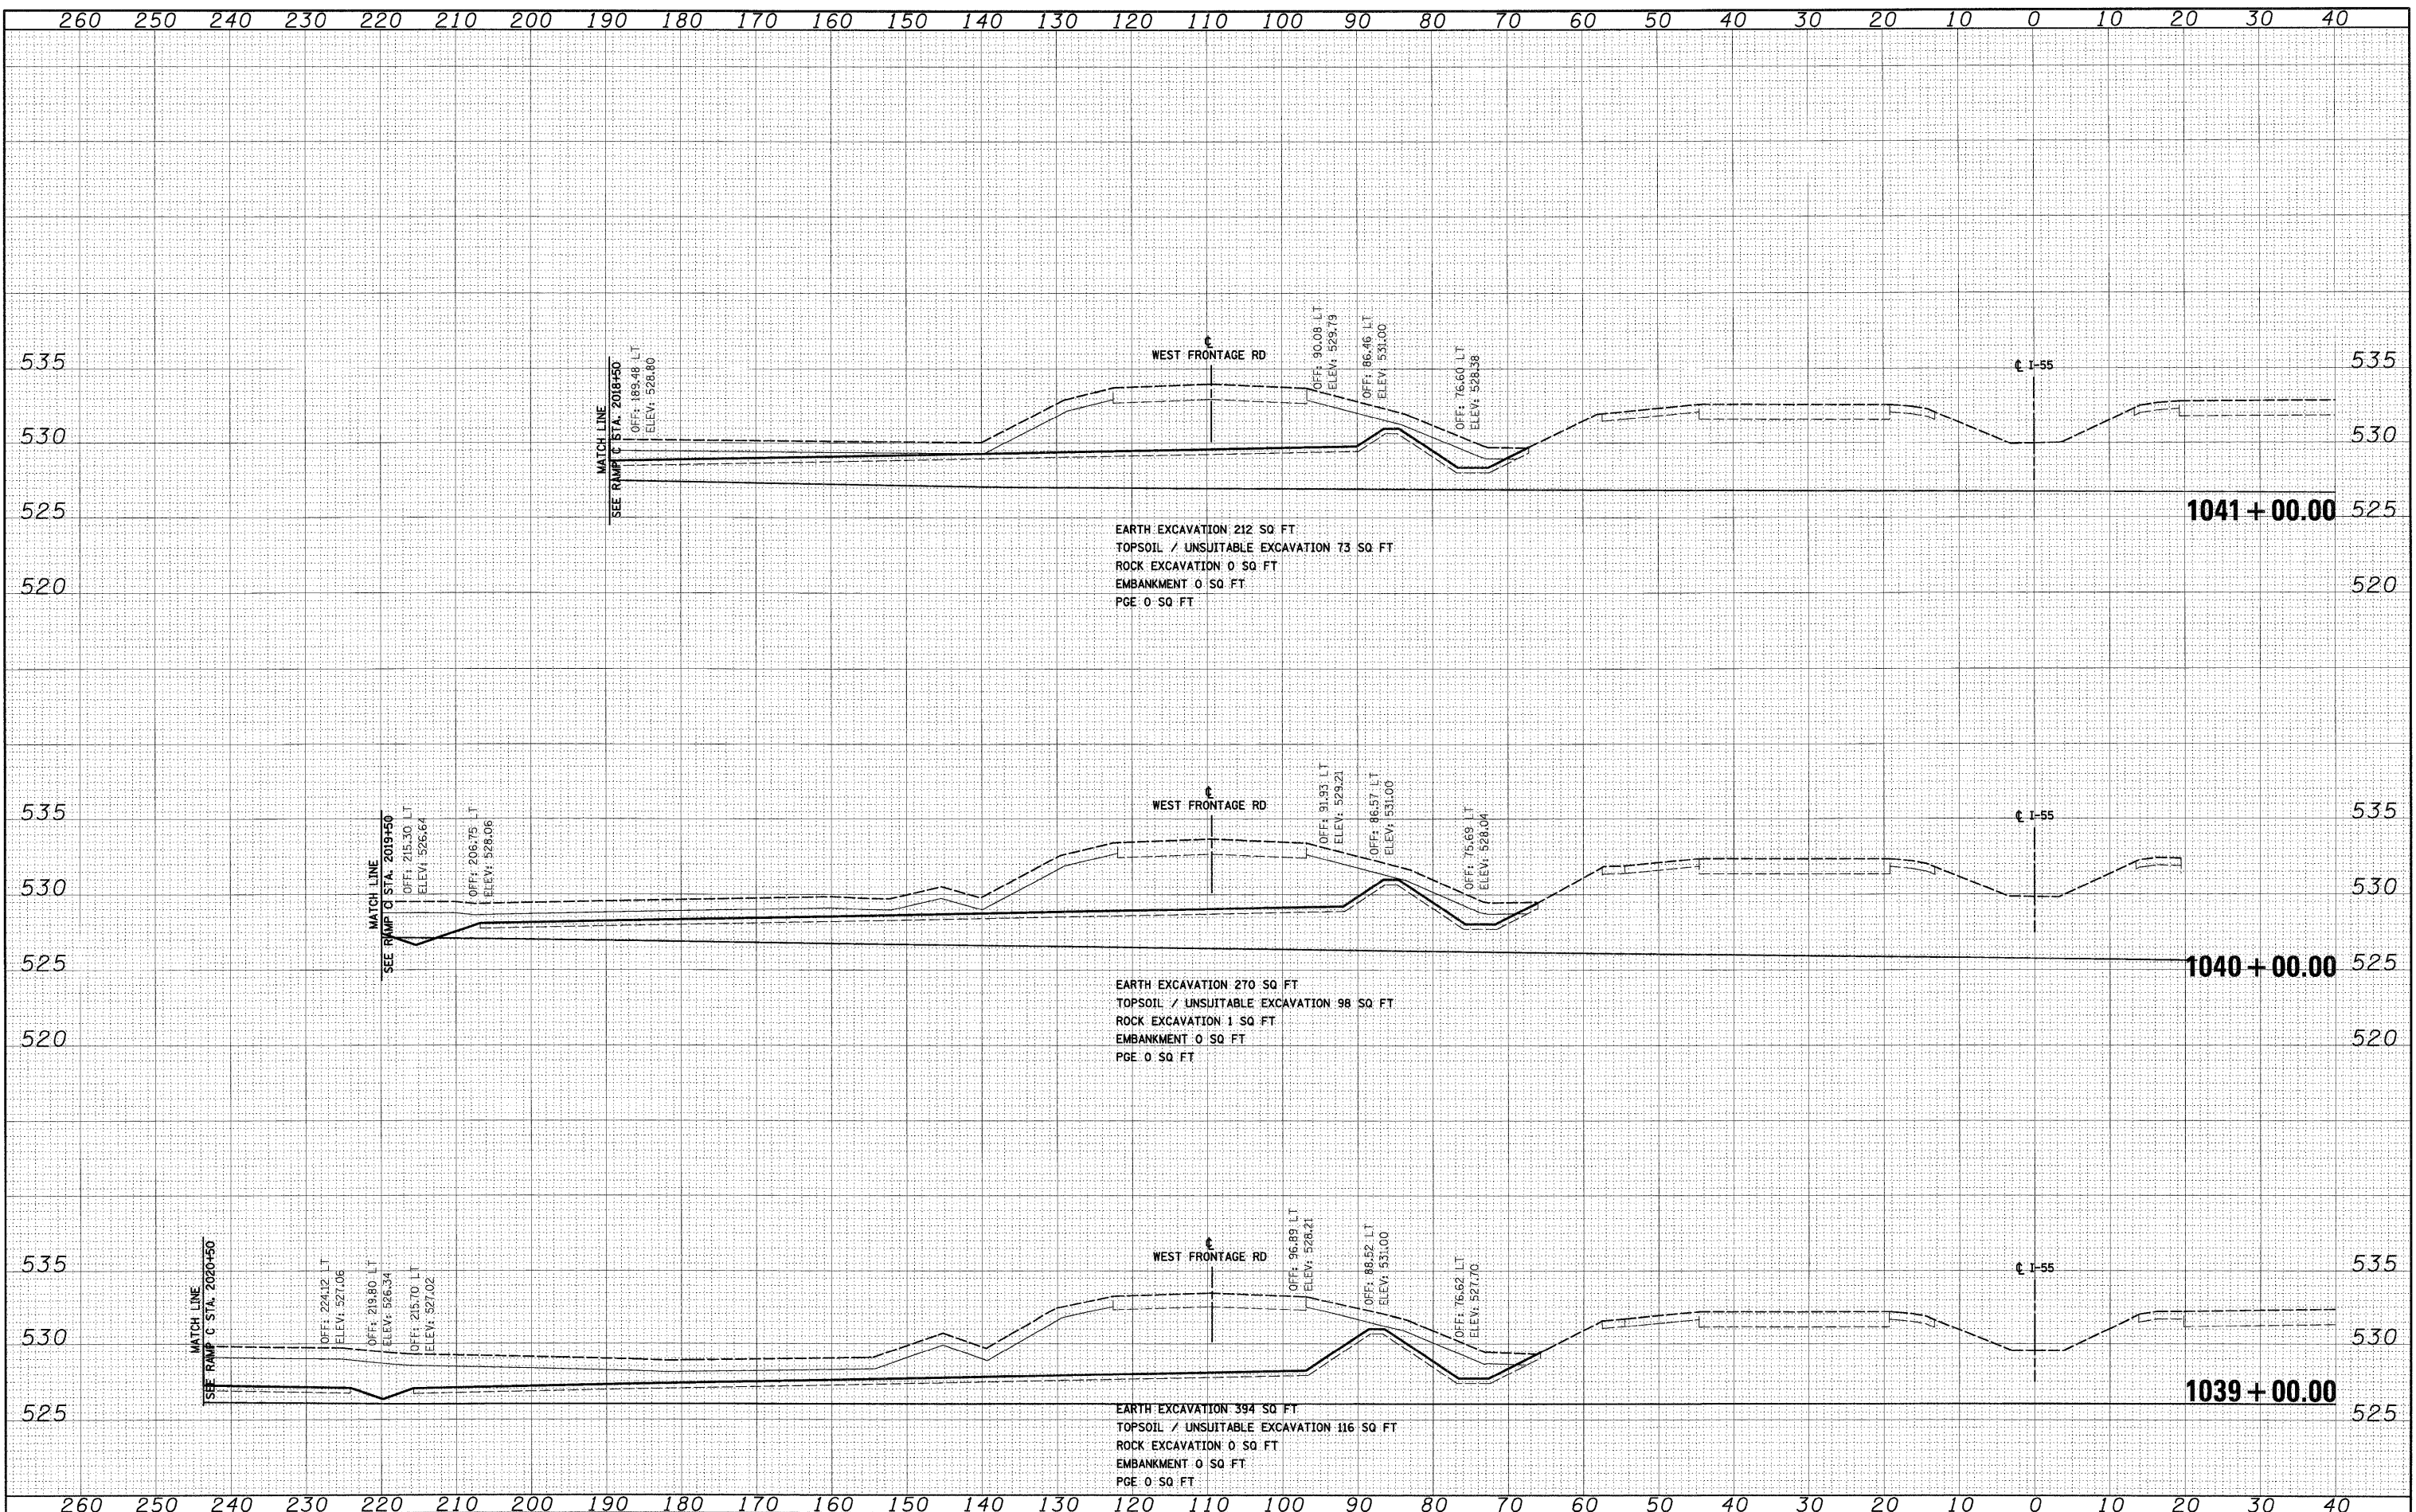 260 250 240 230 220 210 200 190 180 170 160 150 140 130 120 110 100 90 80 70 60 50 40 30 20 10 0 10 20 30 40
MATCH LINE
SEE RAMP C STA. 2018+50
OFF: 189.48 LT
ELEV: 528.80
℄
WEST FRONTAGE RD
OFF: 90.08 LT
ELEV: 529.79
OFF: 86.46 LT
ELEV: 531.00
OFF: 76.60 LT
ELEV: 528.38
℄ I-55
535 535
530 530
525 525
520 520
1041+00.00
EARTH EXCAVATION 212 SQ FT
TOPSOIL / UNSUITABLE EXCAVATION 73 SQ FT
ROCK EXCAVATION 0 SQ FT
EMBANKMENT 0 SQ FT
PGE 0 SQ FT
MATCH LINE
SEE RAMP C STA. 2019+50
OFF: 215.30 LT
ELEV: 526.64
OFF: 206.75 LT
ELEV: 528.06
℄
WEST FRONTAGE RD
OFF: 91.93 LT
ELEV: 529.21
OFF: 86.57 LT
ELEV: 531.00
OFF: 75.69 LT
ELEV: 528.04
℄ I-55
535 535
530 530
525 525
520 520
1040+00.00
EARTH EXCAVATION 270 SQ FT
TOPSOIL / UNSUITABLE EXCAVATION 98 SQ FT
ROCK EXCAVATION 1 SQ FT
EMBANKMENT 0 SQ FT
PGE 0 SQ FT
MATCH LINE
SEE RAMP C STA. 2020+50
OFF: 224.12 LT
ELEV: 527.06
OFF: 219.80 LT
ELEV: 526.34
OFF: 215.70 LT
ELEV: 527.02
℄
WEST FRONTAGE RD
OFF: 96.89 LT
ELEV: 528.21
OFF: 88.52 LT
ELEV: 531.00
OFF: 76.62 LT
ELEV: 527.70
℄ I-55
535 535
530 530
525 525
1039+00.00
EARTH EXCAVATION 394 SQ FT
TOPSOIL / UNSUITABLE EXCAVATION 116 SQ FT
ROCK EXCAVATION 0 SQ FT
EMBANKMENT 0 SQ FT
PGE 0 SQ FT
260 250 240 230 220 210 200 190 180 170 160 150 140 130 120 110 100 90 80 70 60 50 40 30 20 10 0 10 20 30 40